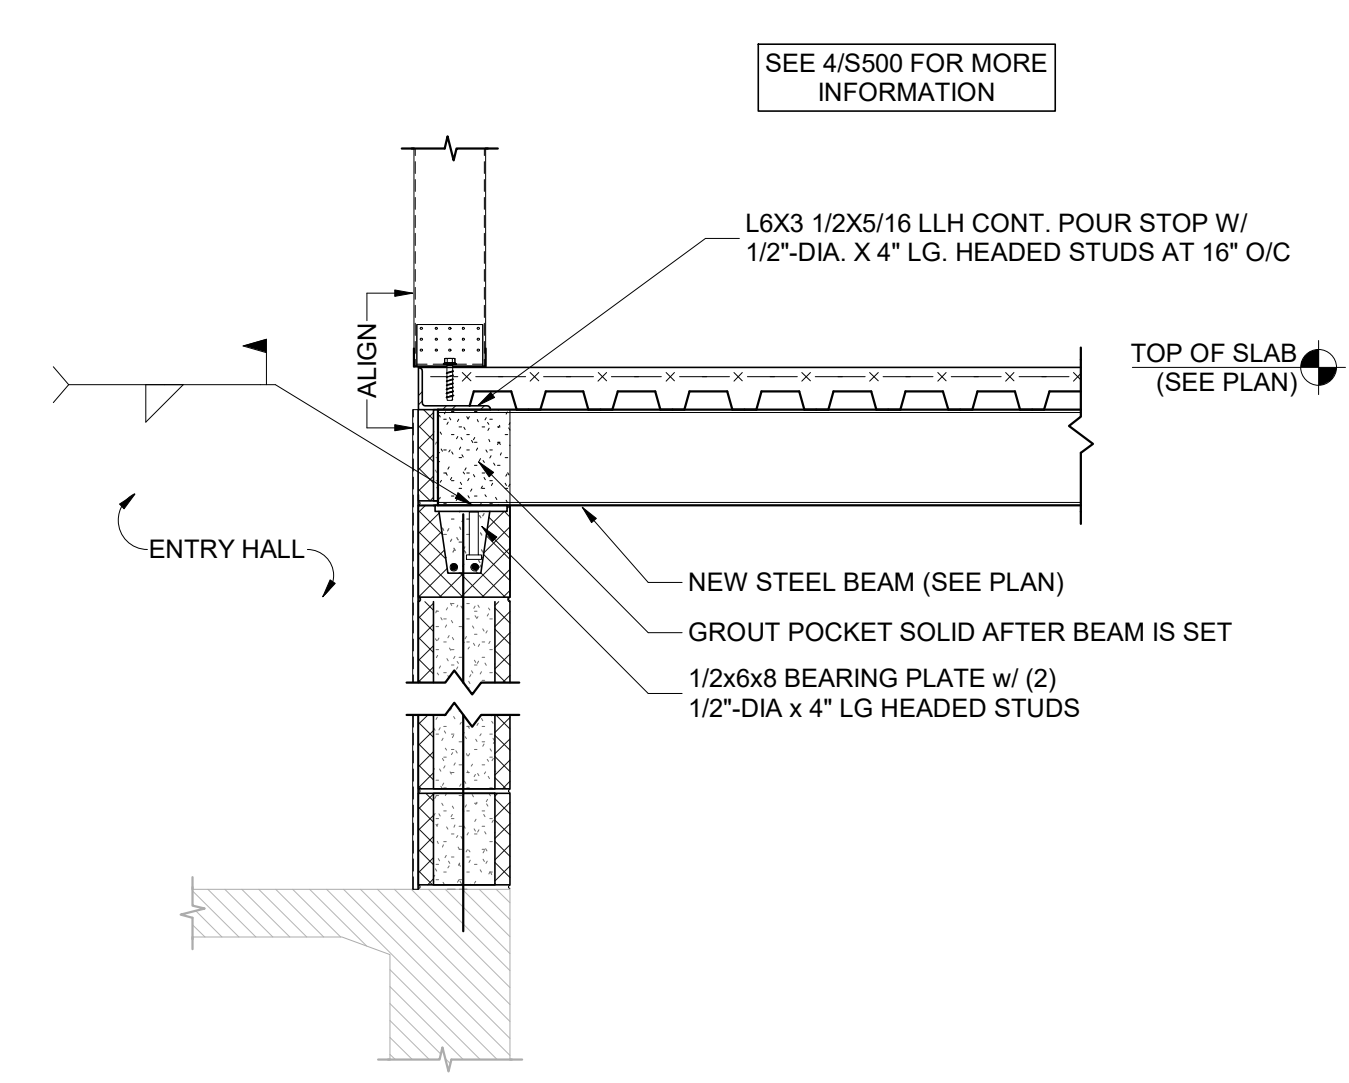 SEE 4/S500 FOR MORE
INFORMATION
L6X3 1/2X5/16 LLH CONT. POUR STOP W/
1/2"-DIA. X 4" LG. HEADED STUDS AT 16" O/C
ALIGN
TOP OF SLAB
(SEE PLAN)
ENTRY HALL
NEW STEEL BEAM (SEE PLAN)
GROUT POCKET SOLID AFTER BEAM IS SET
1/2x6x8 BEARING PLATE w/ (2)
1/2"-DIA x 4" LG HEADED STUDS